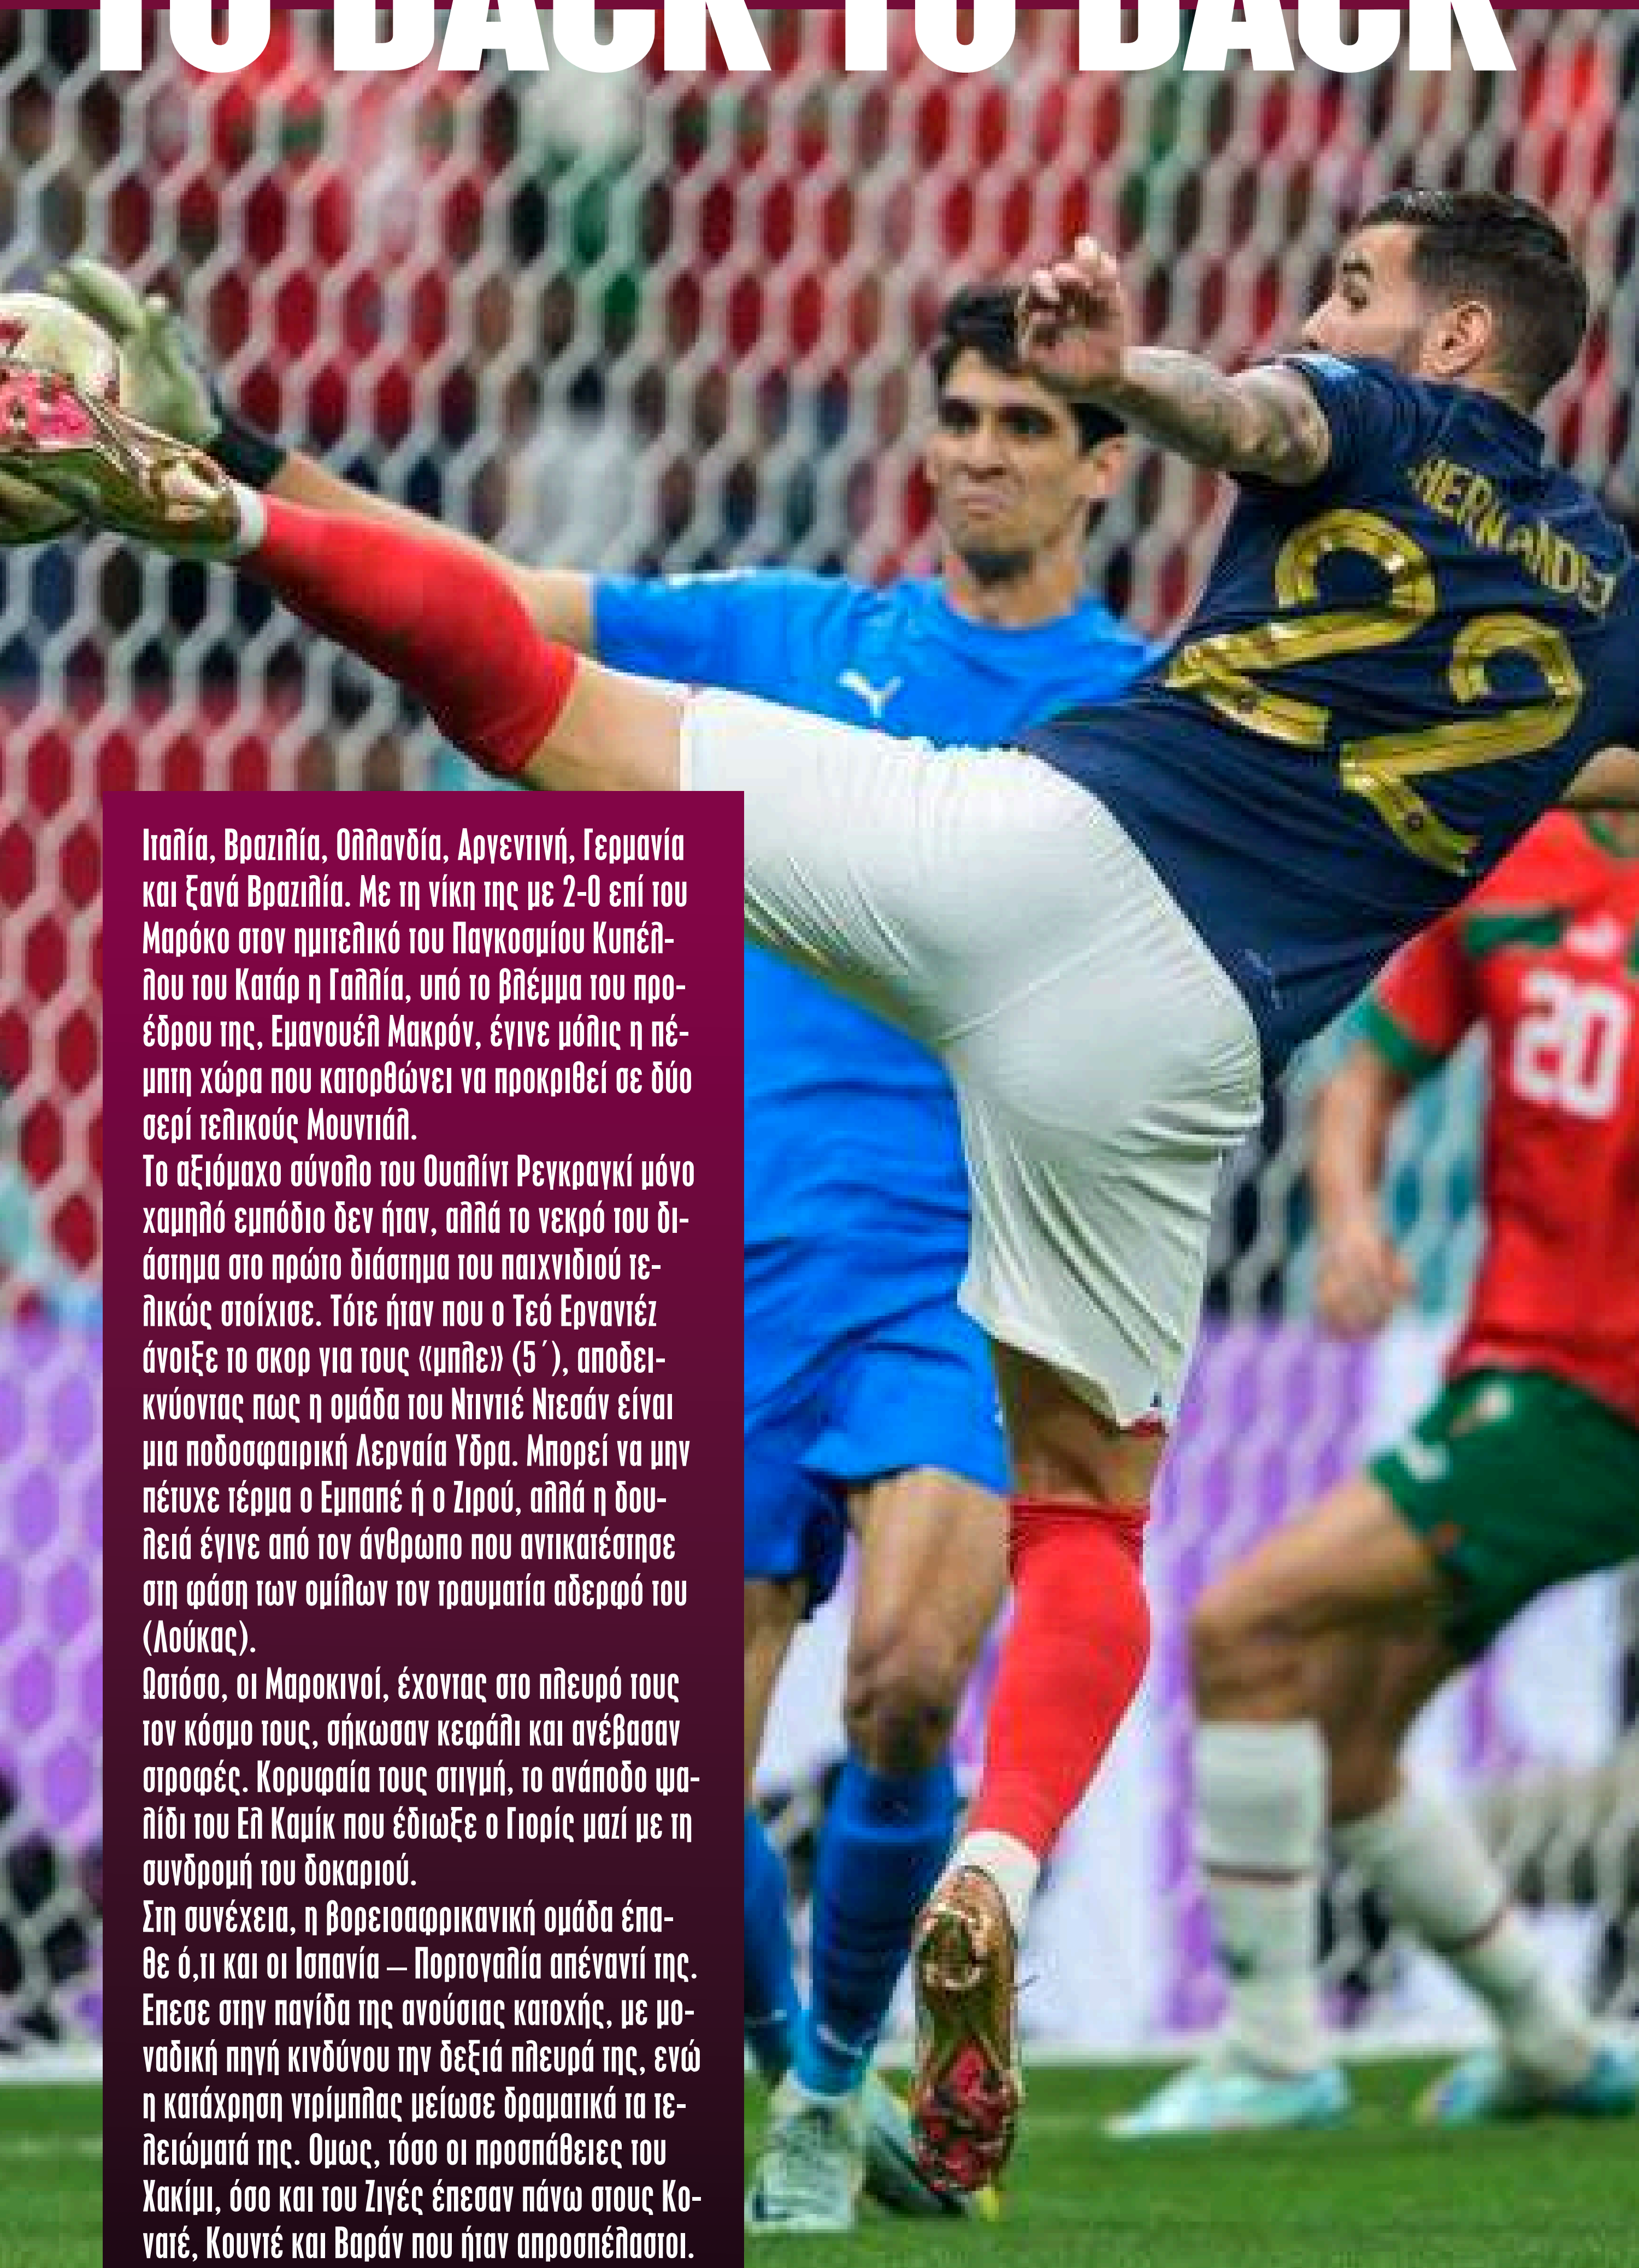 TO BACK TO BACK
HERNANDEZ
22
20
Ιταλία, Βραζιλία, Ολλανδία, Αργεντινή, Γερμανία
και ξανά Βραζιλία. Με τη νίκη της με 2-0 επί του
Μαρόκο στον ημιτελικό του Παγκοσμίου Κυπέλ-
λου του Κατάρ η Γαλλία, υπό το βλέμμα του προ-
έδρου της, Εμανουέλ Μακρόν, έγινε μόλις η πέ-
μπτη χώρα που κατορθώνει να προκριθεί σε δύο
σερί τελικούς Μουντιάλ.
Το αξιόμαχο σύνολο του Ουαλίντ Ρεγκραγκί μόνο
χαμηλό εμπόδιο δεν ήταν, αλλά το νεκρό του δι-
άστημα στο πρώτο διάστημα του παιχνιδιού τε-
λικώς στοίχισε. Τότε ήταν που ο Τεό Ερναντέζ
άνοιξε το σκορ για τους «μπλε» (5΄), αποδει-
κνύοντας πως η ομάδα του Ντιντιέ Ντεσάν είναι
μια ποδοσφαιρική Λερναία Υδρα. Μπορεί να μην
πέτυχε τέρμα ο Εμπαπέ ή ο Ζιρού, αλλά η δου-
λειά έγινε από τον άνθρωπο που αντικατέστησε
στη φάση των ομίλων τον τραυματία αδερφό του
(Λούκας).
Ωστόσο, οι Μαροκινοί, έχοντας στο πλευρό τους
τον κόσμο τους, σήκωσαν κεφάλι και ανέβασαν
στροφές. Κορυφαία τους στιγμή, το ανάποδο ψα-
λίδι του Ελ Καμίκ που έδιωξε ο Γιορίς μαζί με τη
συνδρομή του δοκαριού.
Στη συνέχεια, η βορειοαφρικανική ομάδα έπα-
θε ό,τι και οι Ισπανία – Πορτογαλία απέναντί της.
Επεσε στην παγίδα της ανούσιας κατοχής, με μο-
ναδική πηγή κινδύνου την δεξιά πλευρά της, ενώ
η κατάχρηση ντρίμπλας μείωσε δραματικά τα τε-
λειώματά της. Ομως, τόσο οι προσπάθειες του
Χακίμι, όσο και του Ζιγές έπεσαν πάνω στους Κο-
νατέ, Κουντέ και Βαράν που ήταν απροσπέλαστοι.